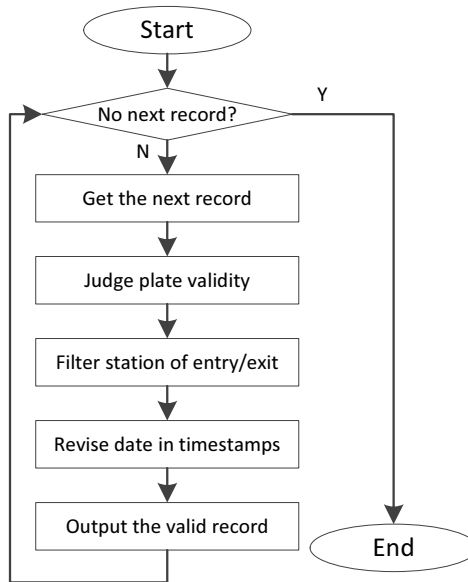 Start
No next record?
Y
N
Get the next record
Judge plate validity
Filter station of entry/exit
Revise date in timestamps
Output the valid record
End